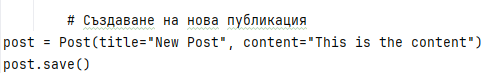 # Създаване на нова публикация
post = Post(title="New Post", content="This is the content")
post.save()